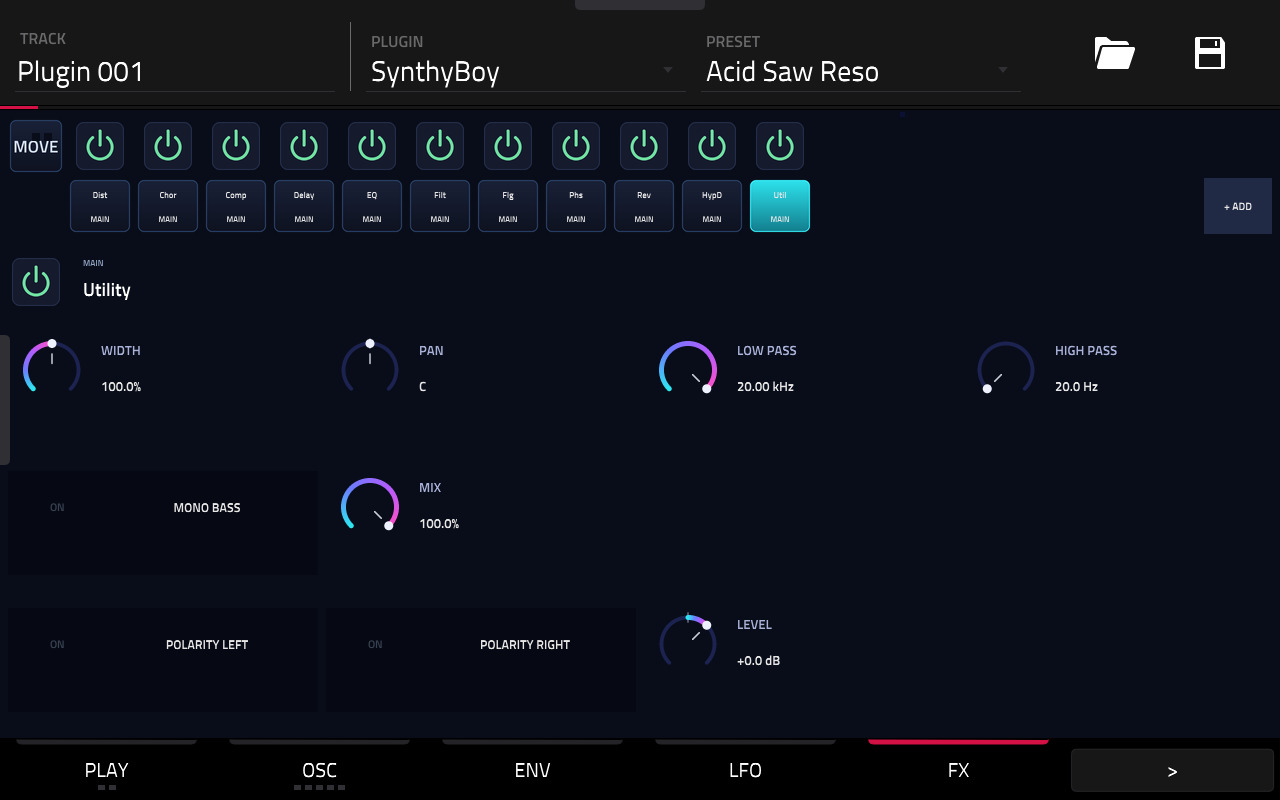 TRACK
Plugin 001
PLUGIN
SynthyBoy
PRESET
Acid Saw Reso
MOVE
Dist
MAIN
Chor
MAIN
Comp
MAIN
Delay
MAIN
EQ
MAIN
Filt
MAIN
Flg
MAIN
Phs
MAIN
Rev
MAIN
HypD
MAIN
Util
MAIN
+ ADD
MAIN
Utility
WIDTH
100.0%
PAN
C
LOW PASS
20.00 kHz
HIGH PASS
20.0 Hz
ON
MONO BASS
MIX
100.0%
ON
POLARITY LEFT
ON
POLARITY RIGHT
LEVEL
+0.0 dB
PLAY
OSC
ENV
LFO
FX
>